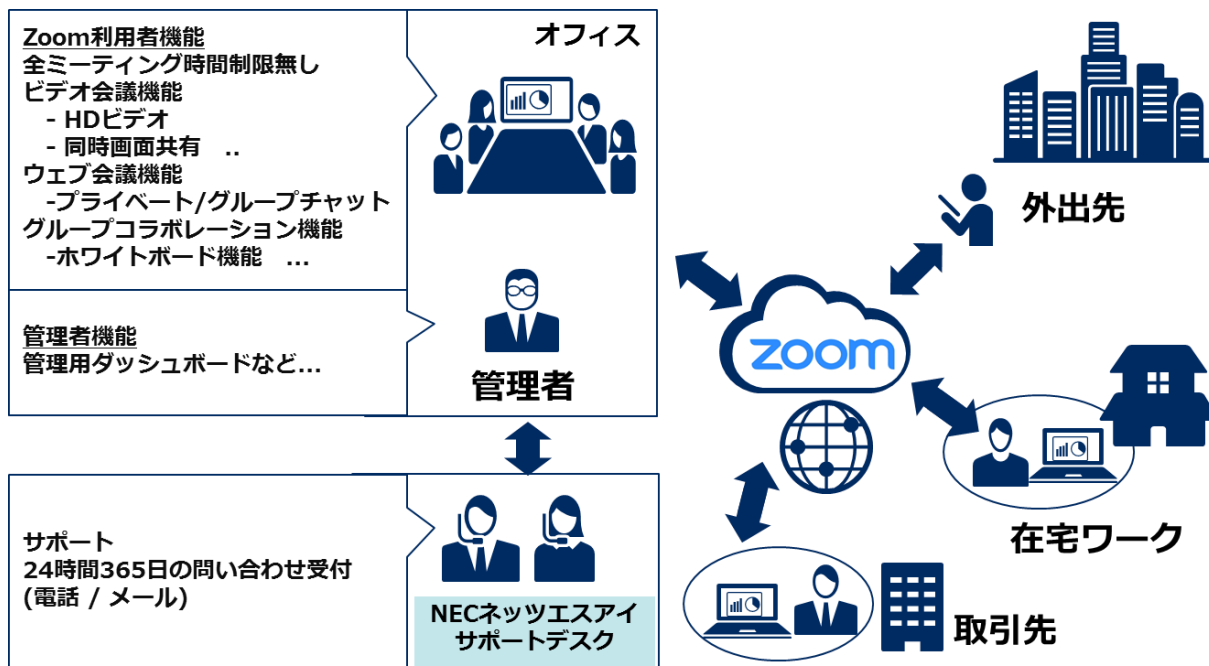 Zoom利用者機能
全ミーティング時間制限無し
ビデオ会議機能
- HDビデオ
- 同時画面共有 ..
ウェブ会議機能
-プライベート/グループチャット
グループコラボレーション機能
-ホワイトボード機能 ...
オフィス
管理者機能
管理用ダッシュボードなど...
管理者
サポート
24時間365日の問い合わせ受付
(電話 / メール)
NECネッツエスアイ
サポートデスク
外出先
zoom
在宅ワーク
取引先